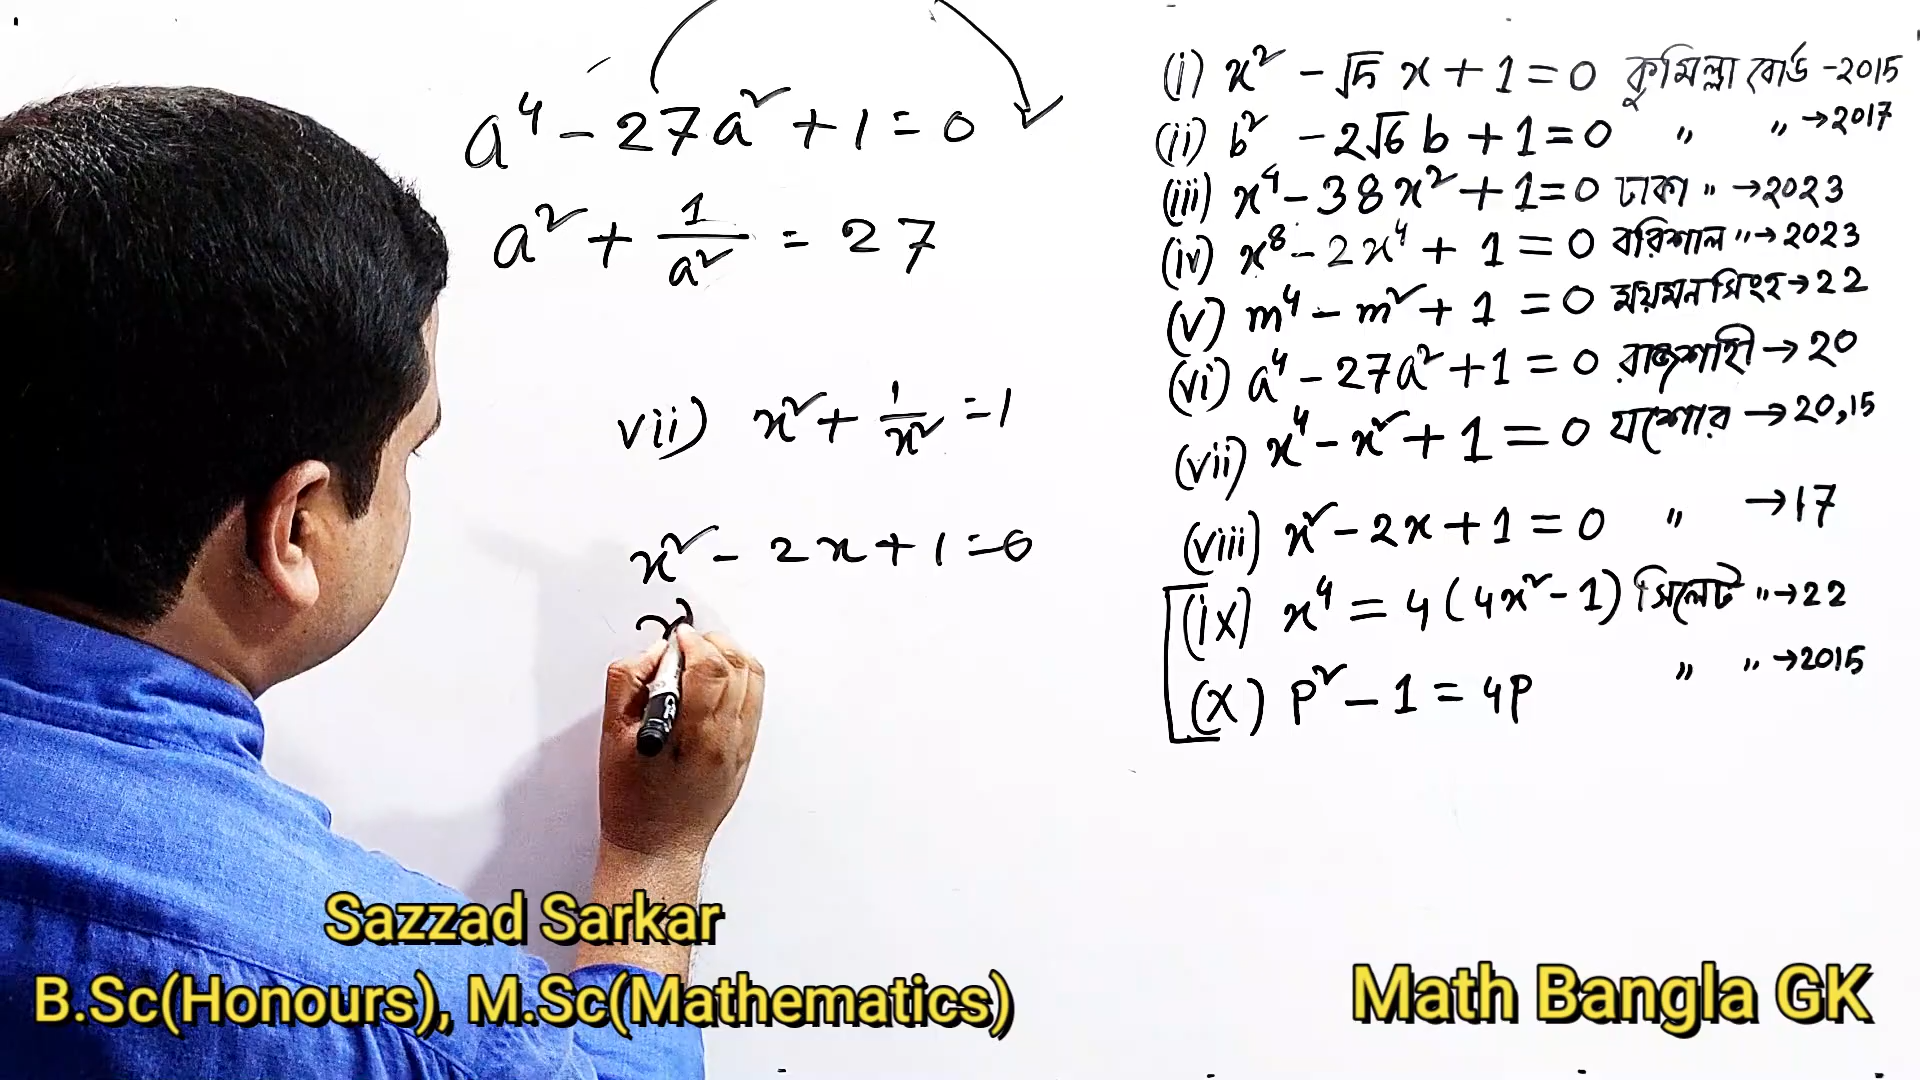 a⁴ - 27a² + 1 = 0
a² + 1/a² = 27
vii) x² + 1/x² = 1
x² - 2x + 1 = 0
x
(i) x² - √5 x + 1 = 0 কুমিল্লা বোর্ড - 2015
(ii) b² - 2√6 b + 1 = 0 " " → 2017
(iii) x⁴ - 38x² + 1 = 0 ঢাকা " → 2023
(iv) x⁸ - 2x⁴ + 1 = 0 বরিশাল " → 2023
(v) m⁴ - m² + 1 = 0 ময়মনসিংহ → 22
(vi) a⁴ - 27a² + 1 = 0 রাজশাহী → 20
(vii) x⁴ - x² + 1 = 0 যশোর → 20,15
(viii) x² - 2x + 1 = 0 " → 17
(ix) x⁴ = 4(4x² - 1) সিলেট " → 22
(x) P² - 1 = 4P " " → 2015
Sazzad Sarkar
B.Sc(Honours), M.Sc(Mathematics)
Math Bangla GK